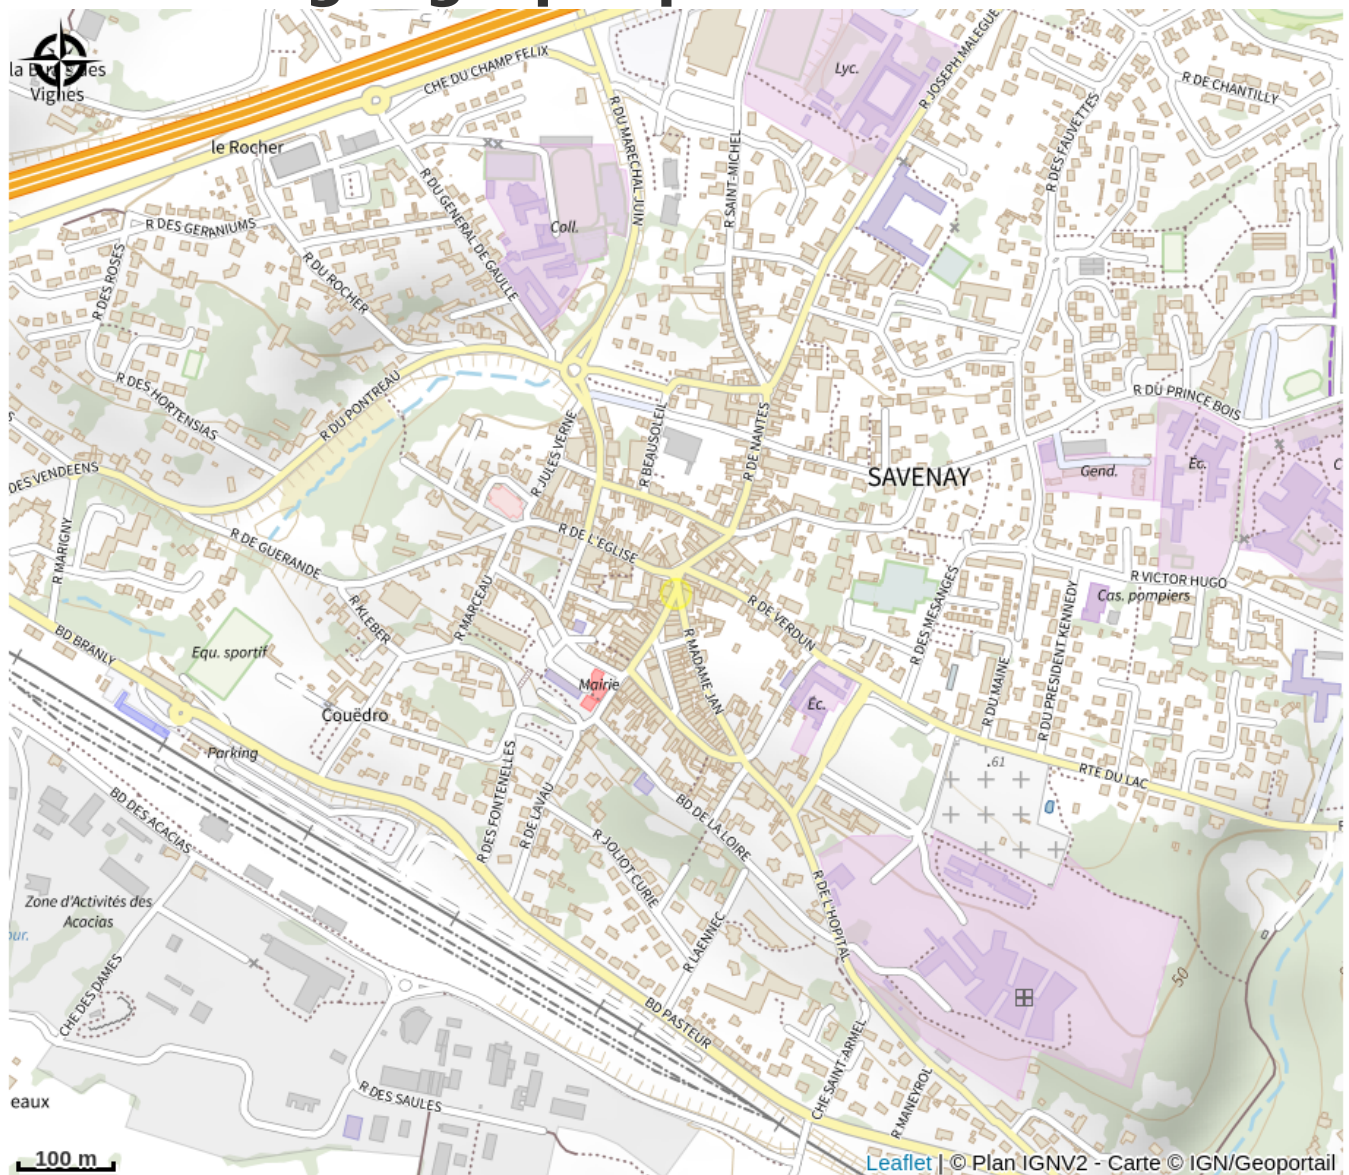 CHE DU CHAMP FELIX
Lyc.
R JOSEPH MALEGUE
R DE CHANTILLY
Vignes
le Rocher
R DU MARECHAL JUIN
R SAINT-MICHEL
R DES FAUVETTES
R DU GENERAL DE GAULLE
Coll.
R DES GERANIUMS
R DES ROSES
R DU ROCHER
R DES HORTENSIAS
R DU PONTREAU
R DU PRINCE BOIS
R JULES VERNE
R BEAUSOLEIL
R DE NANTES
SAVENAY
Gend.
Éc.
C
S
DES VENDEENS
R MARIGNY
R DE GUERANDE
R DE L'EGLISE
R VICTOR HUGO
Cas. pompiers
R KLEBER
R MARCEAU
R DE VERDUN
R DES MESANGES
R DU PRESIDENT KENNEDY
BD BRANLY
Equ. sportif
R MADAME JAN
R DU MAINE
Mairie
Éc.
Couëdro
Parking
R DES FONTENELLES
R DE LAVAU
.61
RTE DU LAC
BD DES ACACIAS
BD DE LA LOIRE
R JOLIOT CURIE
R DE L'HOPITAL
Zone d'Activités des
Acacias
our.
R LAENNEC
CHE DES DAMES
50
BD PASTEUR
CHE SAINT-ARMEL
R MANEYROL
R DES SAULES
eaux
100 m
Leaflet | © Plan IGNV2 - Carte © IGN/Geoportail